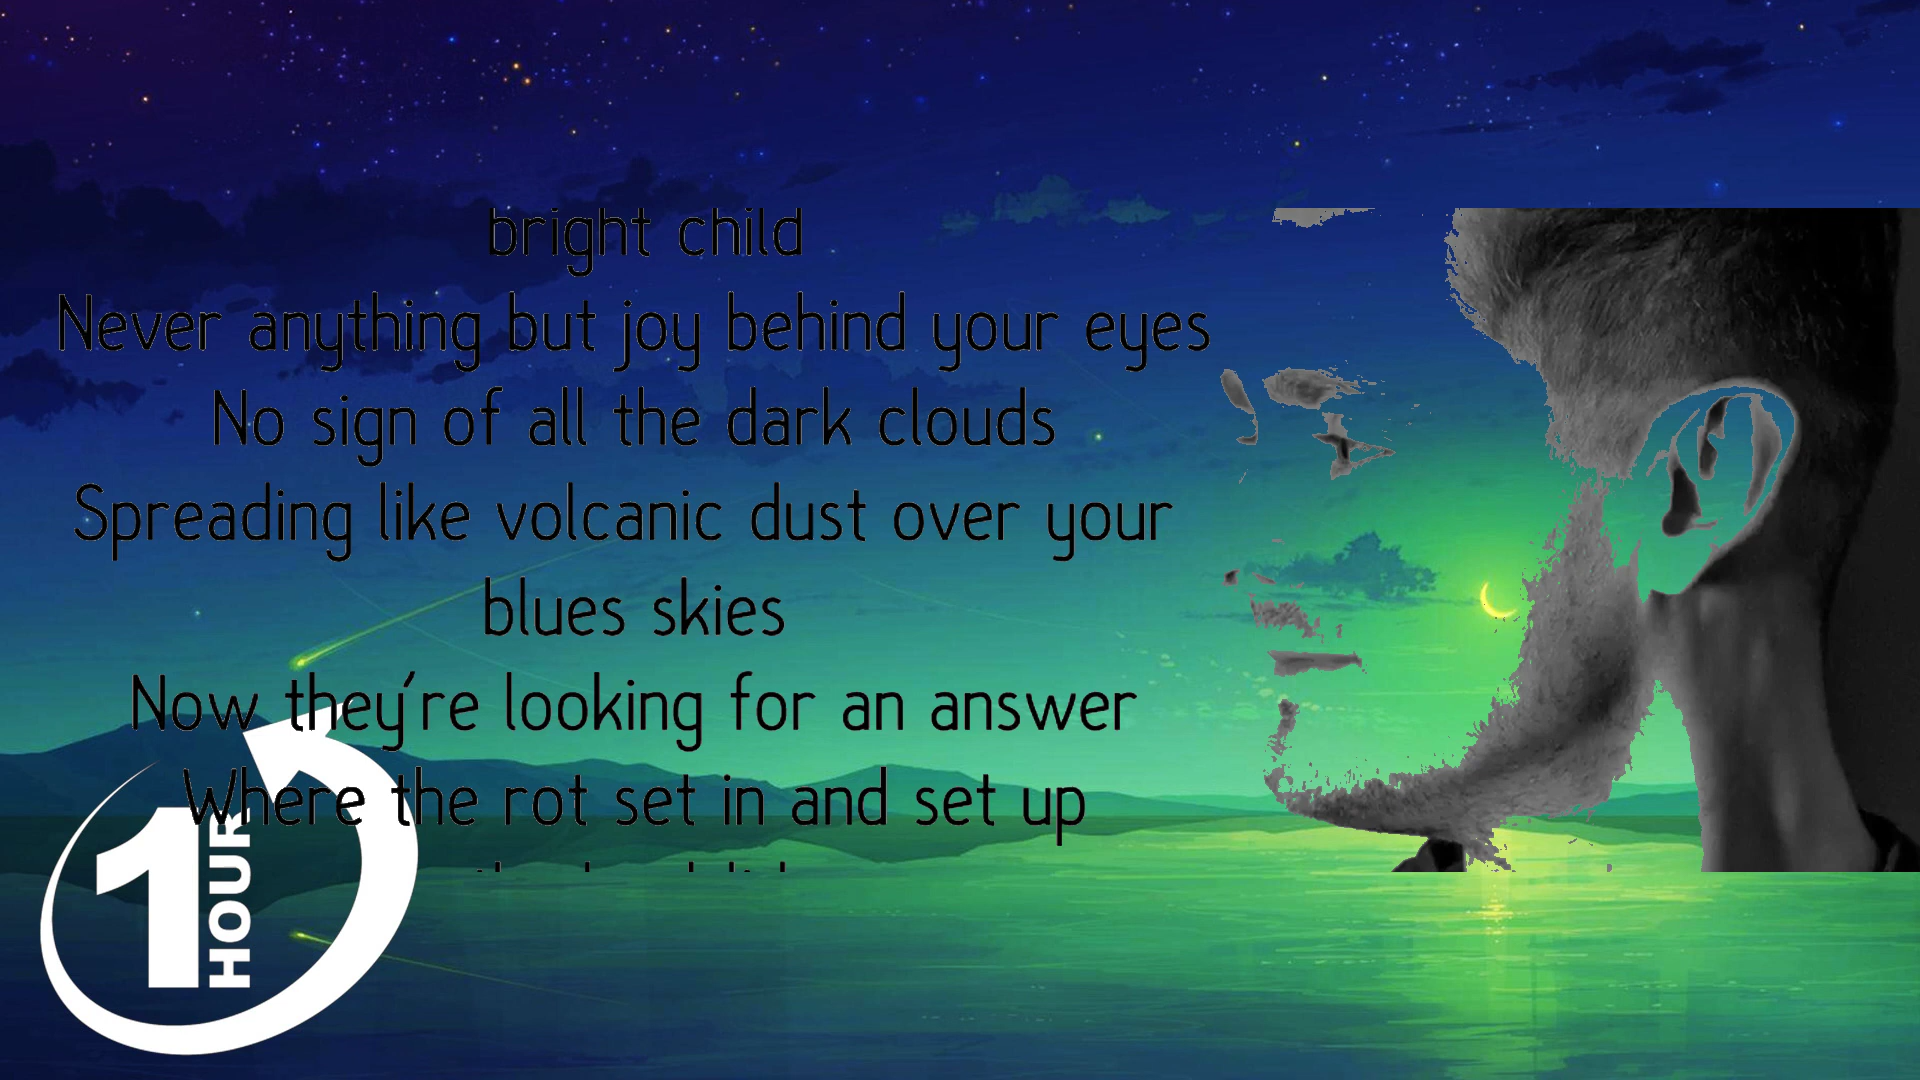 bright child
Never anything but joy behind your eyes
No sign of all the dark clouds
Spreading like volcanic dust over your
blues skies
Now they're looking for an answer
Where the rot set in and set up
1
HOUR